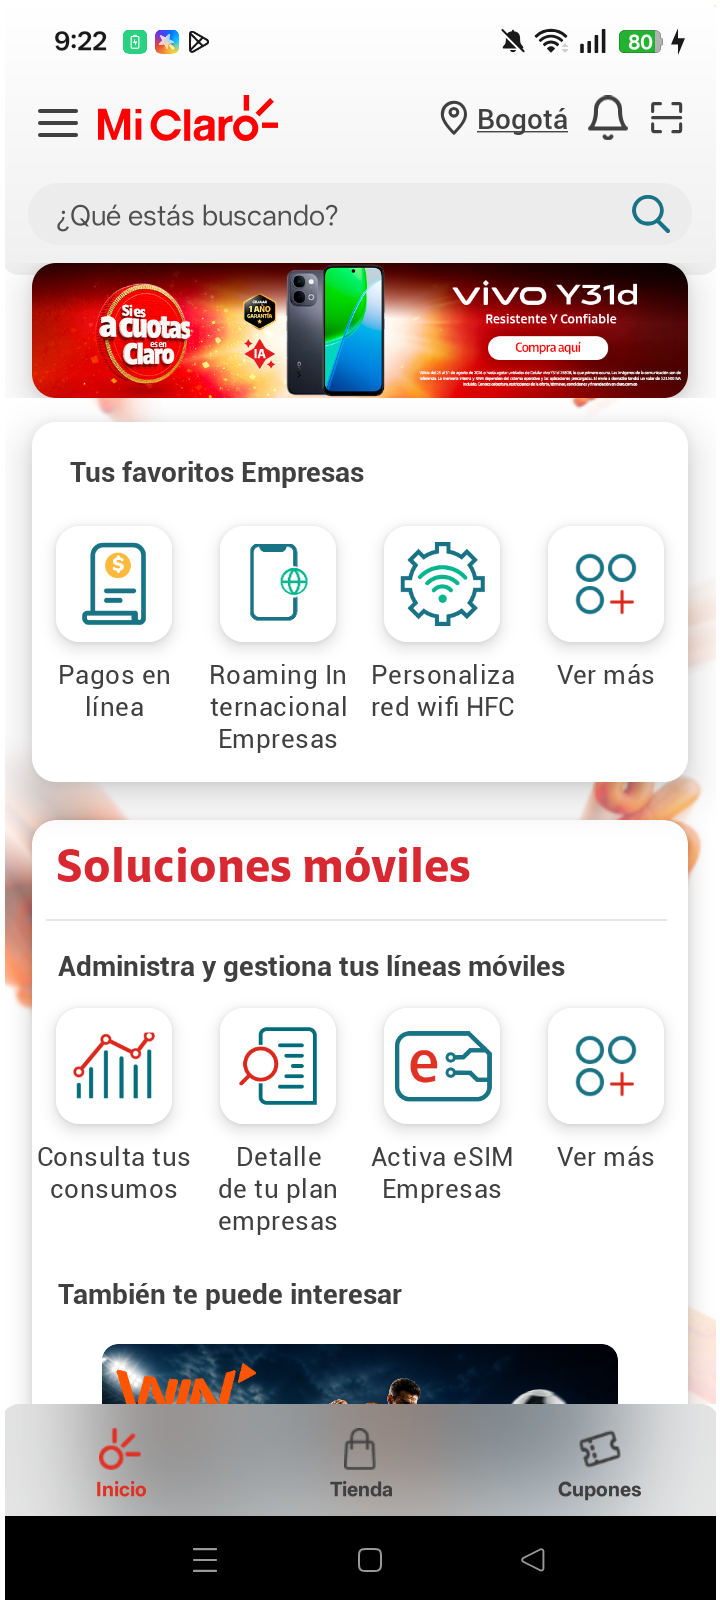 9:22
80
Mi Claro
Bogotá
¿Qué estás buscando?
Si es
a cuotas
es en
Claro
1 AÑO
GARANTÍA
IA
vivo Y31d
Resistente Y Confiable
Compra aquí
Tus favoritos Empresas
Pagos en
línea
Roaming In
ternacional
Empresas
Personaliza
red wifi HFC
Ver más
Soluciones móviles
Administra y gestiona tus líneas móviles
Consulta tus
consumos
Detalle
de tu plan
empresas
Activa eSIM
Empresas
Ver más
También te puede interesar
WIN
Inicio
Tienda
Cupones